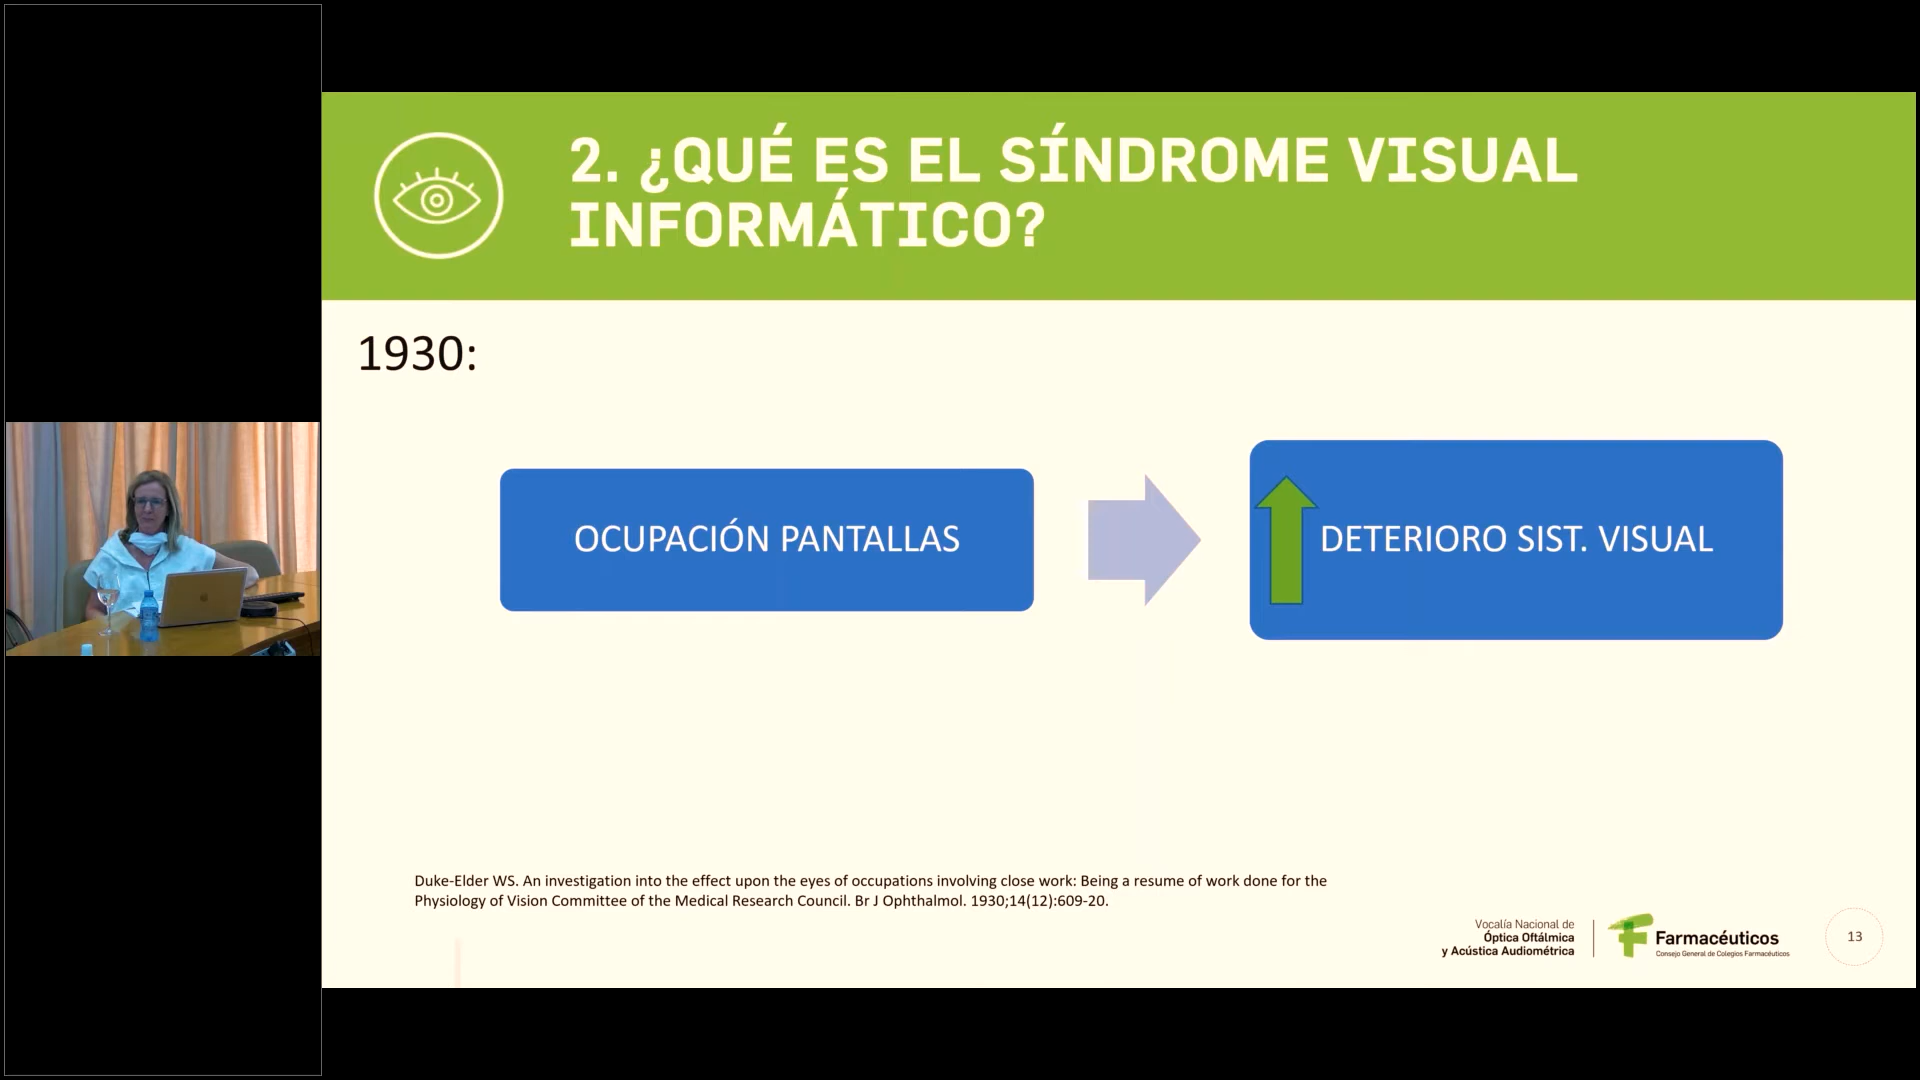 2. ¿QUÉ ES EL SÍNDROME VISUAL
INFORMÁTICO?
1930:
OCUPACIÓN PANTALLAS
DETERIORO SIST. VISUAL
Duke-Elder WS. An investigation into the effect upon the eyes of occupations involving close work: Being a resume of work done for the
Physiology of Vision Committee of the Medical Research Council. Br J Ophthalmol. 1930;14(12):609-20.
Vocalía Nacional de
Óptica Oftálmica
y Acústica Audiométrica
Farmacéuticos
Consejo General de Colegios Farmacéuticos
13